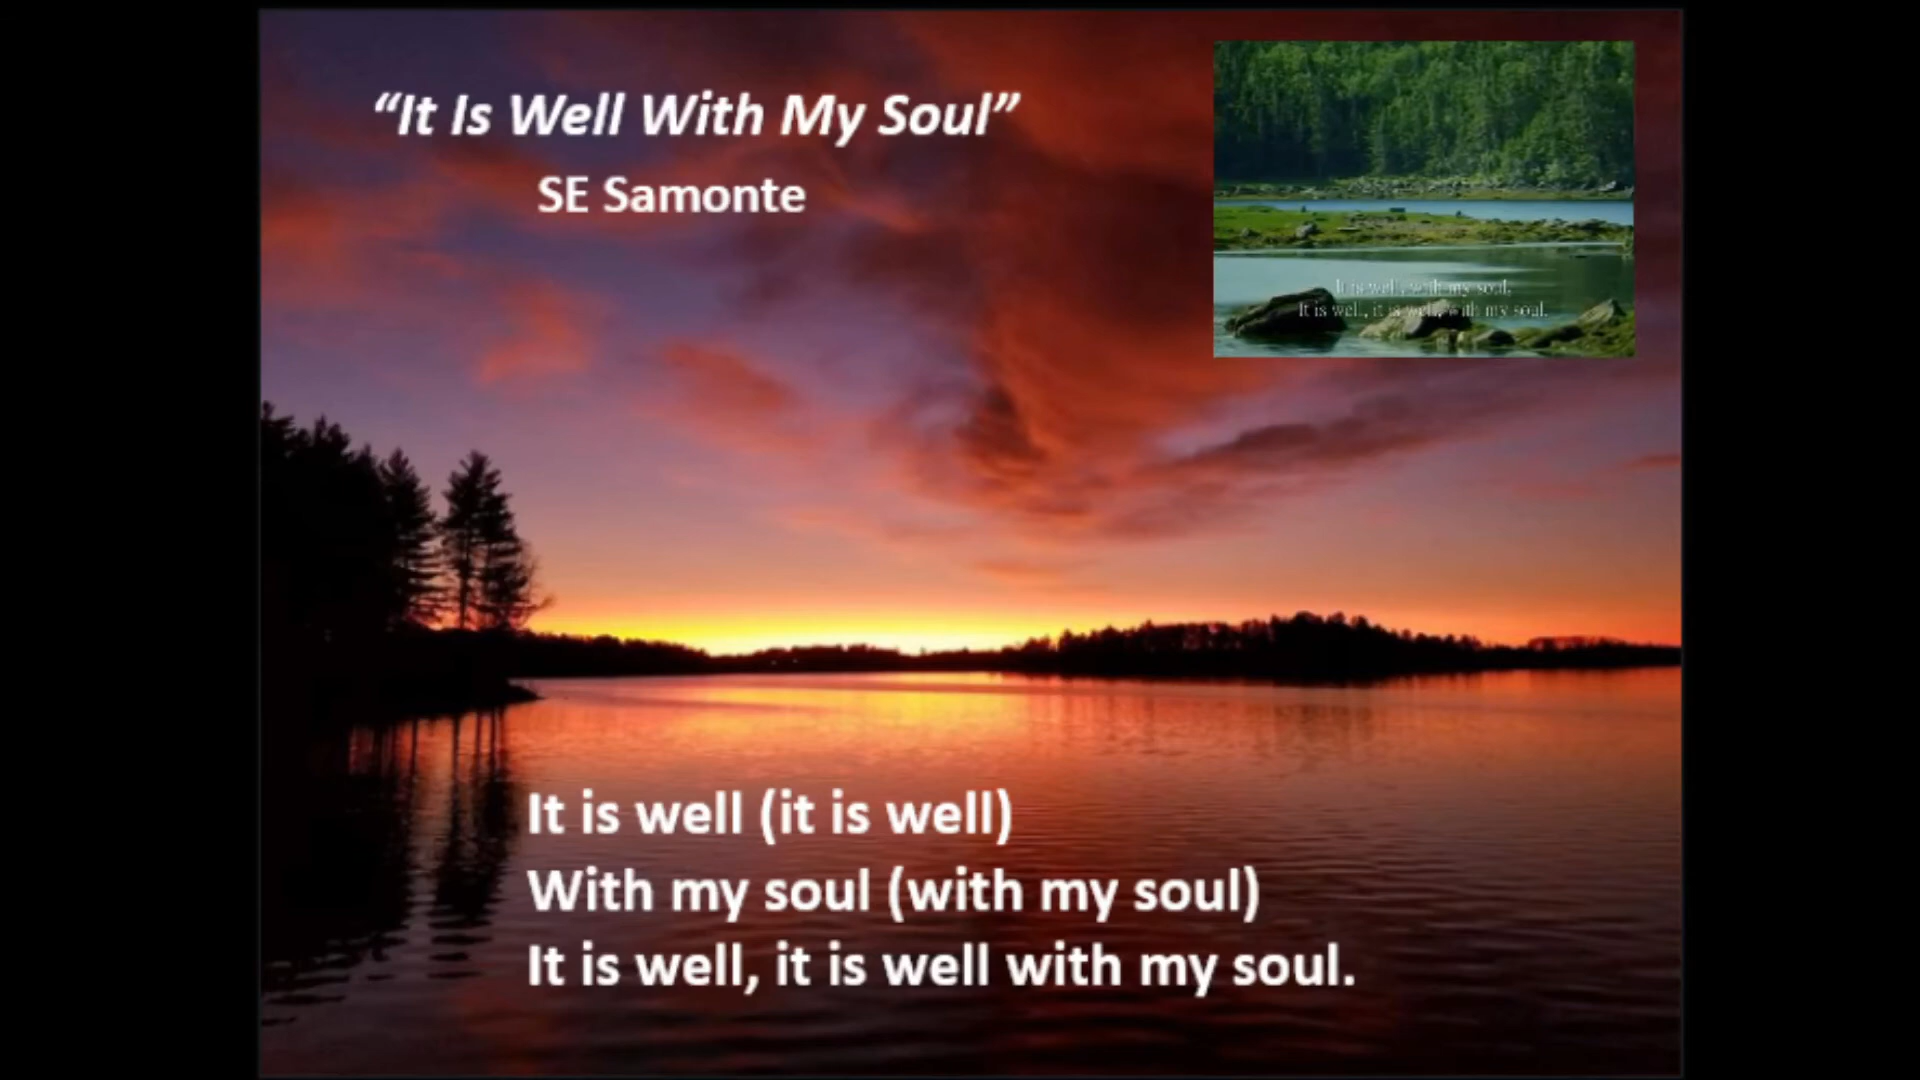 “It Is Well With My Soul”
SE Samonte
It is well, with my soul,
It is well, it is well, with my soul.
It is well (it is well)
With my soul (with my soul)
It is well, it is well with my soul.